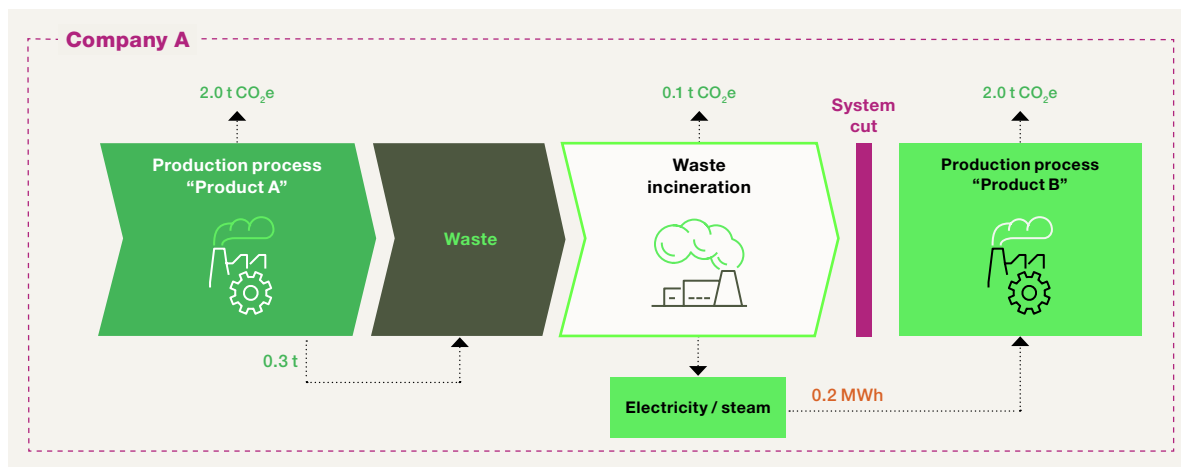 Company A
2.0 t CO₂e
0.1 t CO₂e
System
cut
2.0 t CO₂e
Production process
“Product A”
Waste
Waste
incineration
Production process
“Product B”
0.3 t
Electricity / steam
0.2 MWh